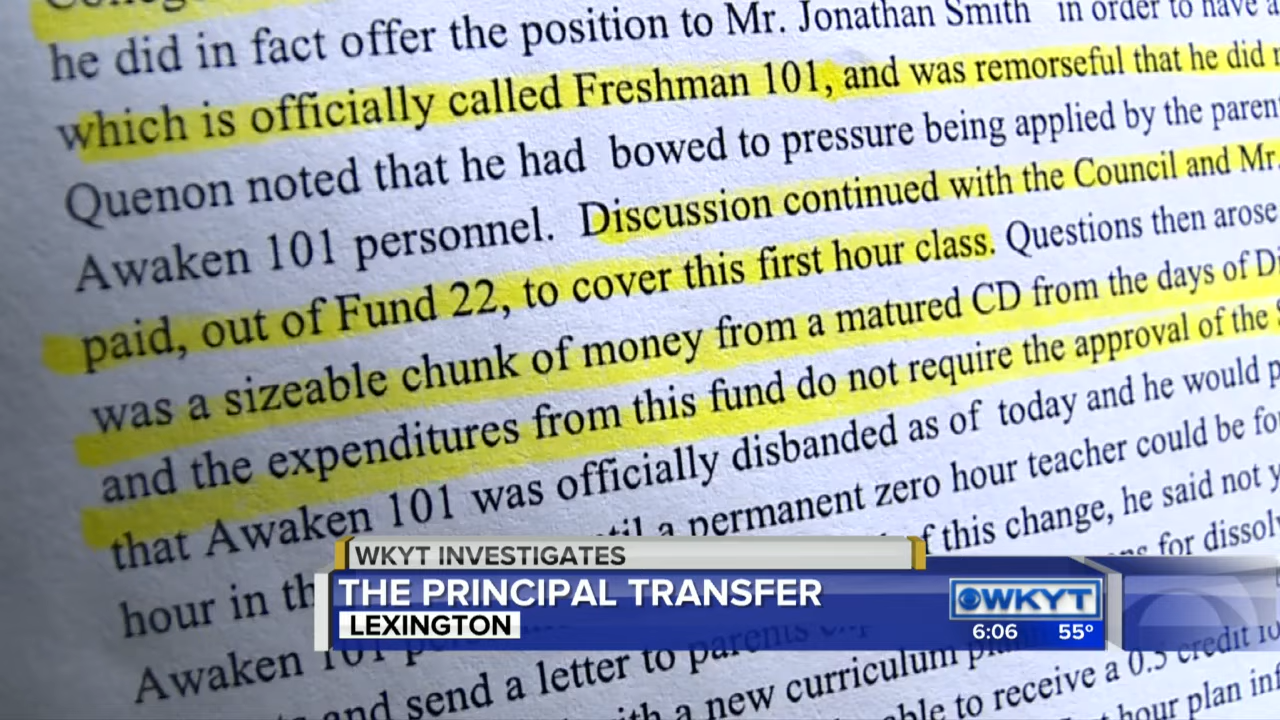 he did in fact offer the position to Mr. Jonathan Smith in order to have a
which is officially called Freshman 101, and was remorseful that he did
Quenon noted that he had bowed to pressure being applied by the
Awaken 101 personnel. Discussion continued with the Council and Mr.
paid, out of Fund 22, to cover this first hour class. Questions then arose
was a sizeable chunk of money from a matured CD from the days of
and the expenditures from this fund do not require the approval of the
that Awaken 101 was officially disbanded as of today and he would
hour in a permanent zero hour teacher could be
Awaken 101 of this change, he said not
and send a letter to parents for
with a new curriculum
to receive a 0.5 credit
hour plan
WKYT INVESTIGATES
THE PRINCIPAL TRANSFER
LEXINGTON
WKYT
6:06 55°